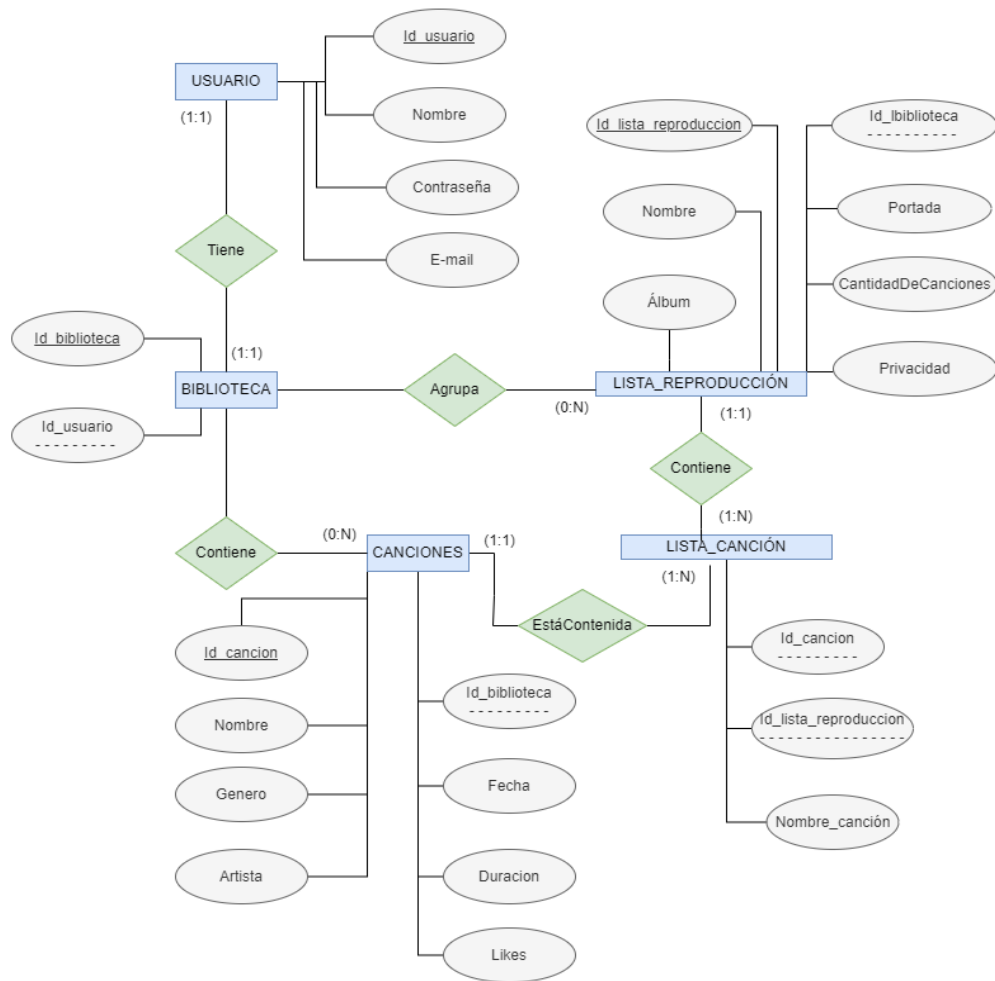 Id_usuario
USUARIO
(1:1)
Nombre
Contraseña
E-mail
Tiene
Id_lista_reproduccion
Id_lbiblioteca
Nombre
Portada
Álbum
CantidadDeCanciones
Privacidad
Id_biblioteca
(1:1)
BIBLIOTECA
Id_usuario
Agrupa
(0:N)
LISTA_REPRODUCCIÓN
(1:1)
Contiene
(1:N)
LISTA_CANCIÓN
(1:N)
Contiene
(0:N)
CANCIONES
(1:1)
EstáContenida
Id_cancion
Nombre
Genero
Artista
Id_biblioteca
Fecha
Duracion
Likes
Id_cancion
Id_lista_reproduccion
Nombre_canción